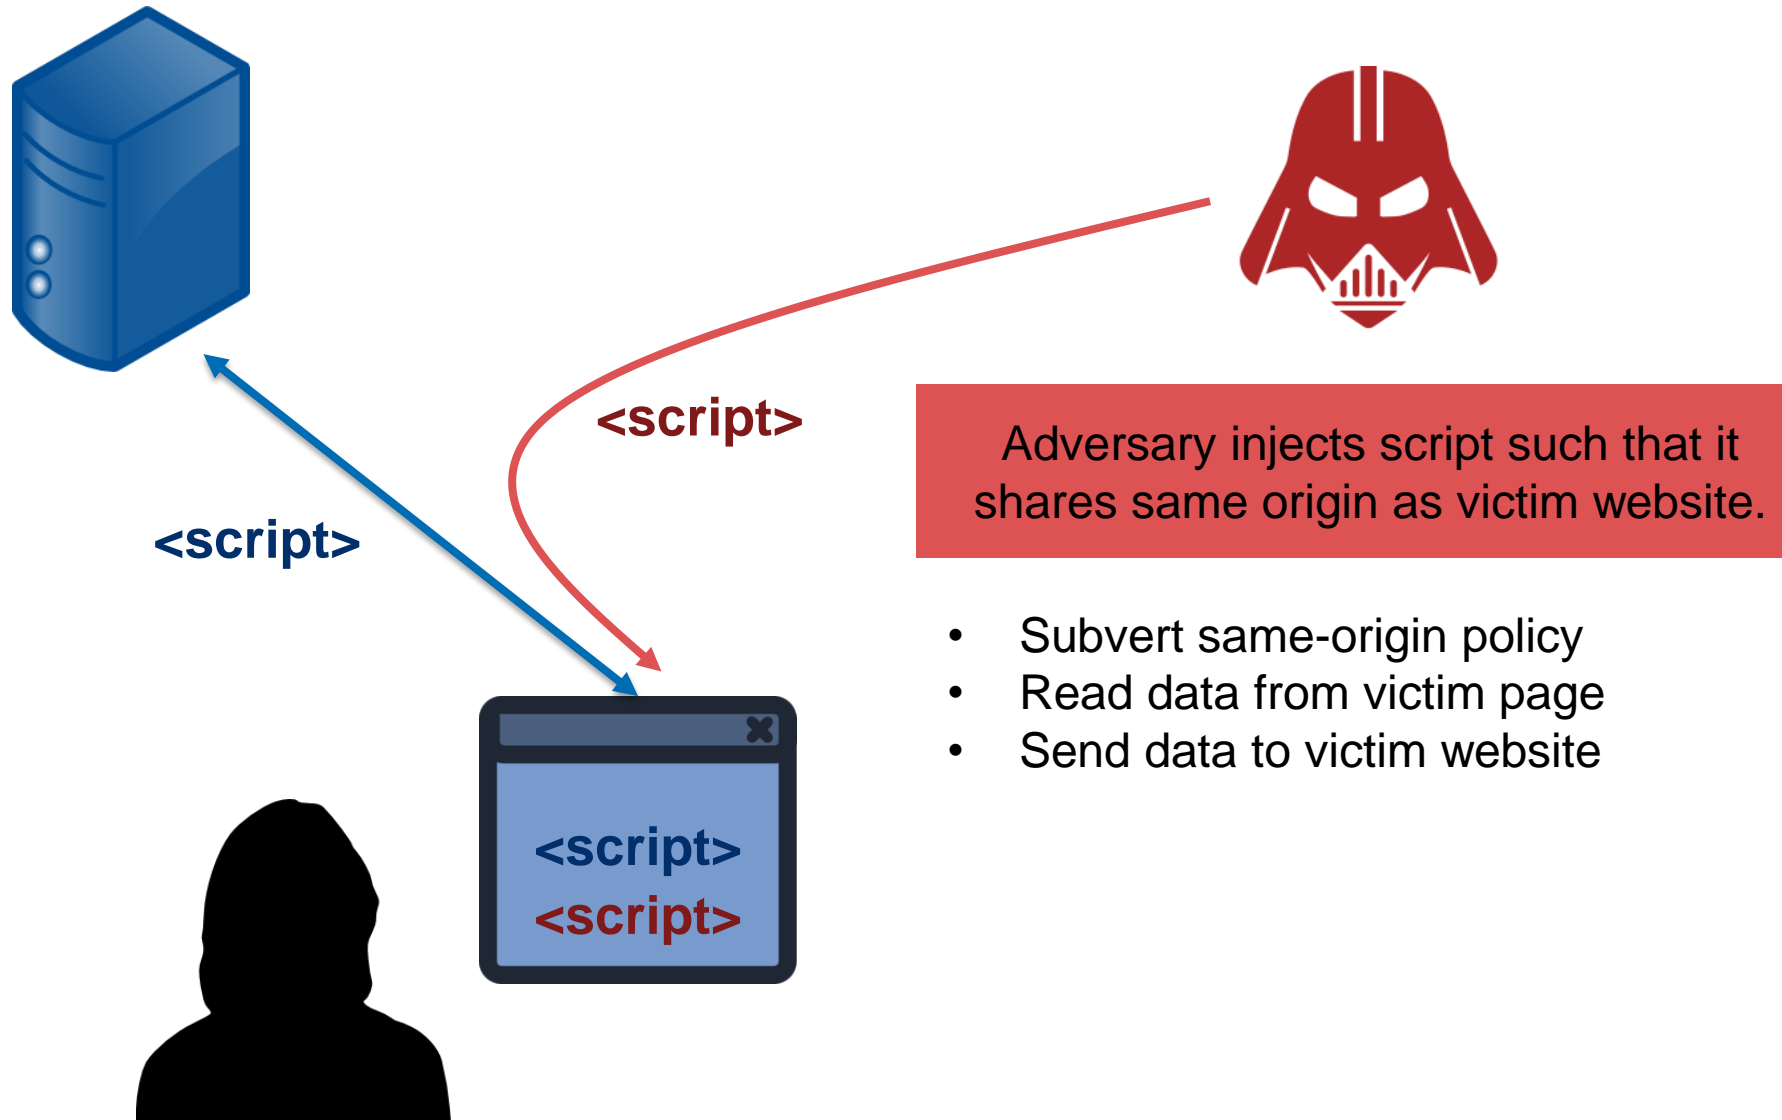 <script>
Adversary injects script such that it
shares same origin as victim website.
<script>
• Subvert same-origin policy
• Read data from victim page
• Send data to victim website
<script>
<script>